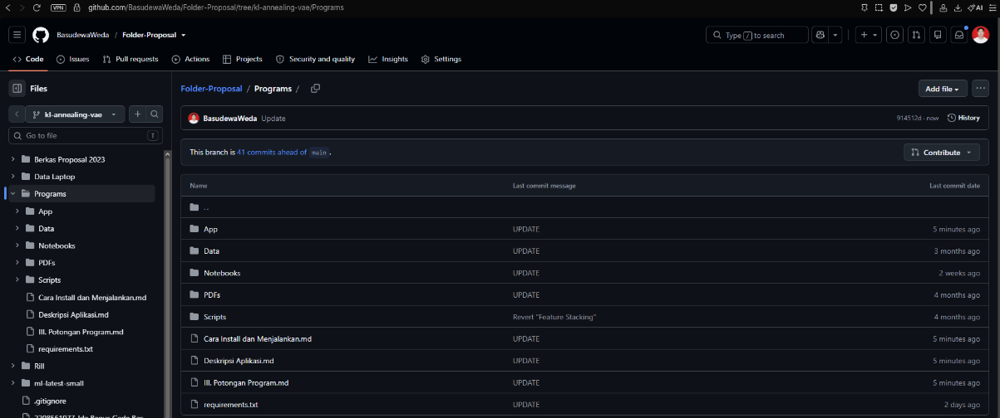 VPN github.com/BasudewaWeda/Folder-Proposal/tree/kl-annealing-vae/Programs AI
BasudewaWeda / Folder-Proposal Type / to search
Code Issues Pull requests Actions Projects Security and quality Insights Settings
Files
kl-annealing-vae
Go to file T
Berkas Proposal 2023
Data Laptop
Programs
App
Data
Notebooks
PDFs
Scripts
Cara Install dan Menjalankan.md
Deskripsi Aplikasi.md
III. Potongan Program.md
requirements.txt
Rill
ml-latest-small
.gitignore
Folder-Proposal / Programs / Add file
BasudewaWeda Update 914512d · now History
This branch is 41 commits ahead of main . Contribute
Name Last commit message Last commit date
..
App UPDATE 5 minutes ago
Data UPDATE 3 months ago
Notebooks UPDATE 2 weeks ago
PDFs UPDATE 4 months ago
Scripts Revert "Feature Stacking" 4 months ago
Cara Install dan Menjalankan.md UPDATE 5 minutes ago
Deskripsi Aplikasi.md UPDATE 5 minutes ago
III. Potongan Program.md UPDATE 5 minutes ago
requirements.txt UPDATE 2 days ago